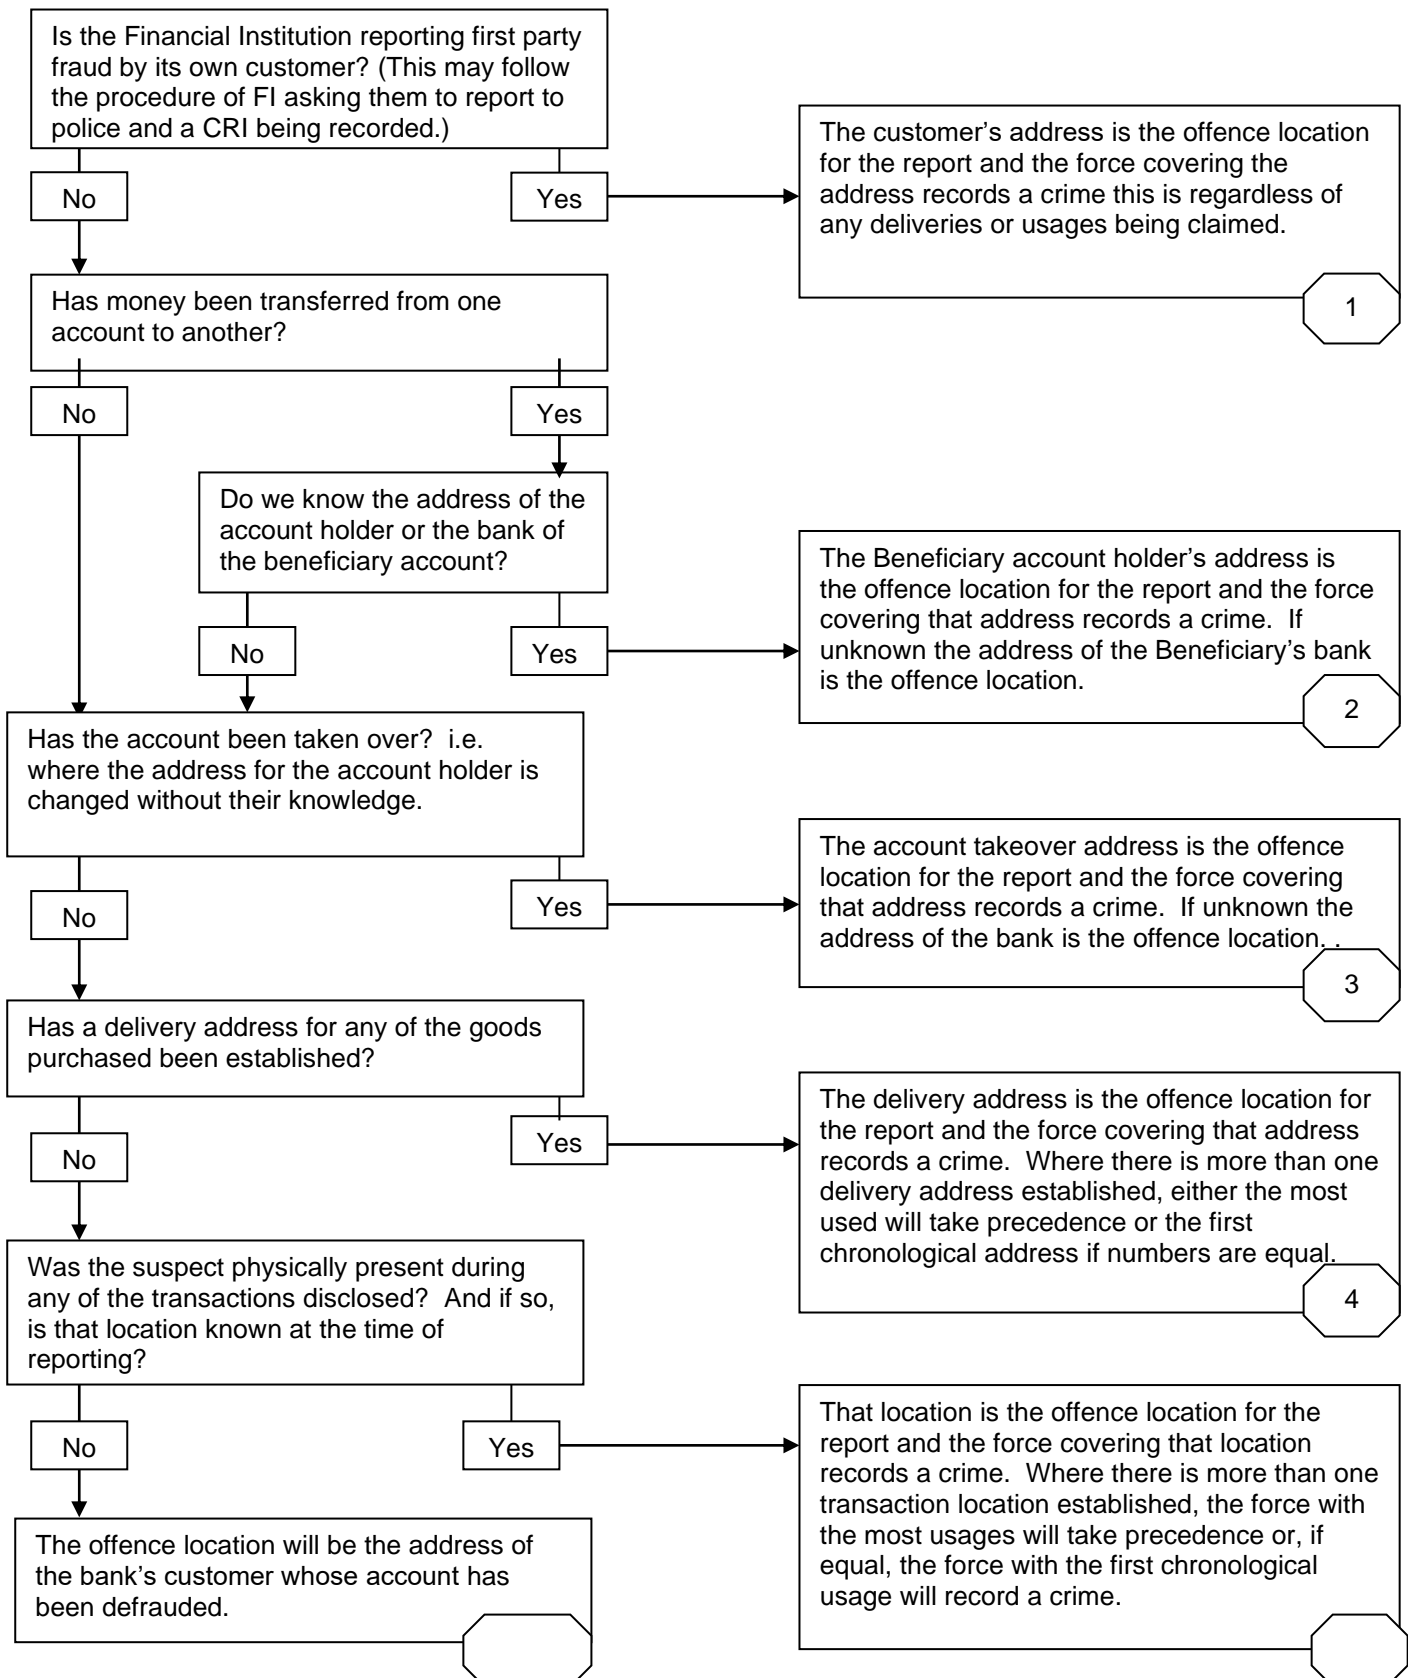 Is the Financial Institution reporting first party
fraud by its own customer? (This may follow
the procedure of FI asking them to report to
police and a CRI being recorded.)
No
Yes
The customer's address is the offence location
for the report and the force covering the
address records a crime this is regardless of
any deliveries or usages being claimed.
1
Has money been transferred from one
account to another?
No
Yes
Do we know the address of the
account holder or the bank of
the beneficiary account?
No
Yes
The Beneficiary account holder's address is
the offence location for the report and the force
covering that address records a crime.  If
unknown the address of the Beneficiary's bank
is the offence location.
2
Has the account been taken over?  i.e.
where the address for the account holder is
changed without their knowledge.
No
Yes
The account takeover address is the offence
location for the report and the force covering
that address records a crime.  If unknown the
address of the bank is the offence location. .
3
Has a delivery address for any of the goods
purchased been established?
No
Yes
The delivery address is the offence location for
the report and the force covering that address
records a crime.  Where there is more than one
delivery address established, either the most
used will take precedence or the first
chronological address if numbers are equal.
4
Was the suspect physically present during
any of the transactions disclosed?  And if so,
is that location known at the time of
reporting?
No
Yes
That location is the offence location for the
report and the force covering that location
records a crime.  Where there is more than one
transaction location established, the force with
the most usages will take precedence or, if
equal, the force with the first chronological
usage will record a crime.
The offence location will be the address of
the bank's customer whose account has
been defrauded.